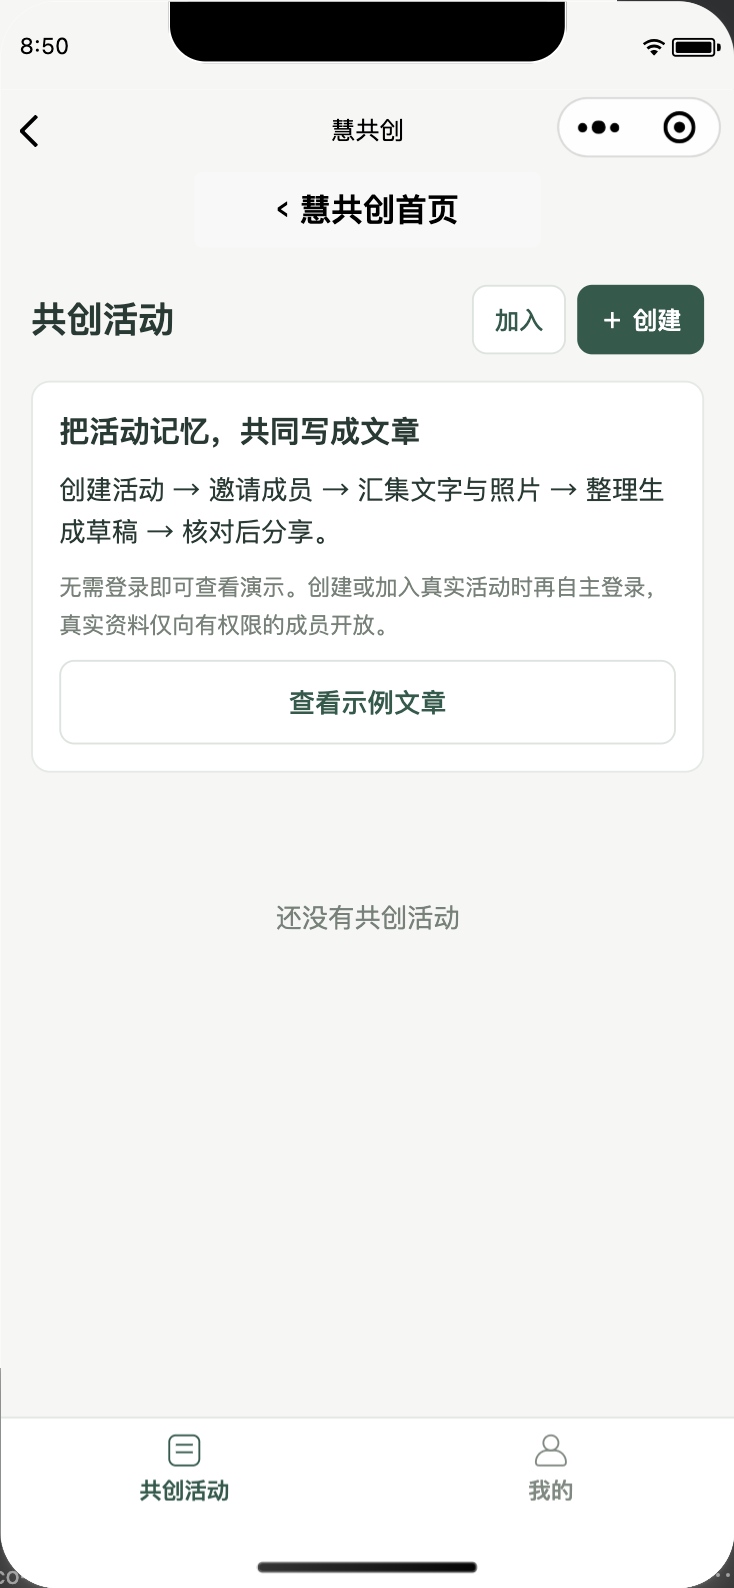 8:50
慧共创
‹ 慧共创首页
共创活动
加入
+ 创建
把活动记忆，共同写成文章
创建活动 → 邀请成员 → 汇集文字与照片 → 整理生
成草稿 → 核对后分享。
无需登录即可查看演示。创建或加入真实活动时再自主登录，
真实资料仅向有权限的成员开放。
查看示例文章
还没有共创活动
共创活动
我的